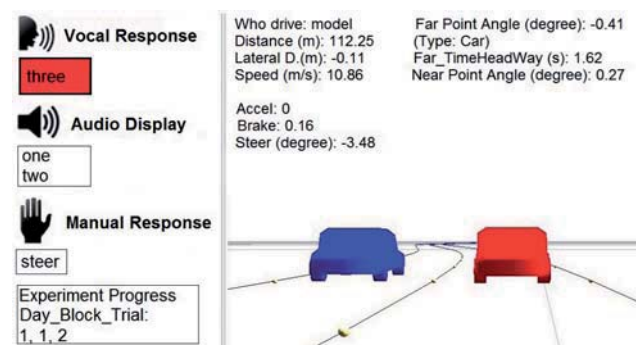 Vocal Response
three
Audio Display
one
two
Manual Response
steer
Experiment Progress
Day_Block_Trial:
1, 1, 2
Who drive: model
Distance (m): 112.25
Lateral D.(m): -0.11
Speed (m/s): 10.86
Accel: 0
Brake: 0.16
Steer (degree): -3.48
Far Point Angle (degree): -0.41
(Type: Car)
Far_TimeHeadWay (s): 1.62
Near Point Angle (degree): 0.27